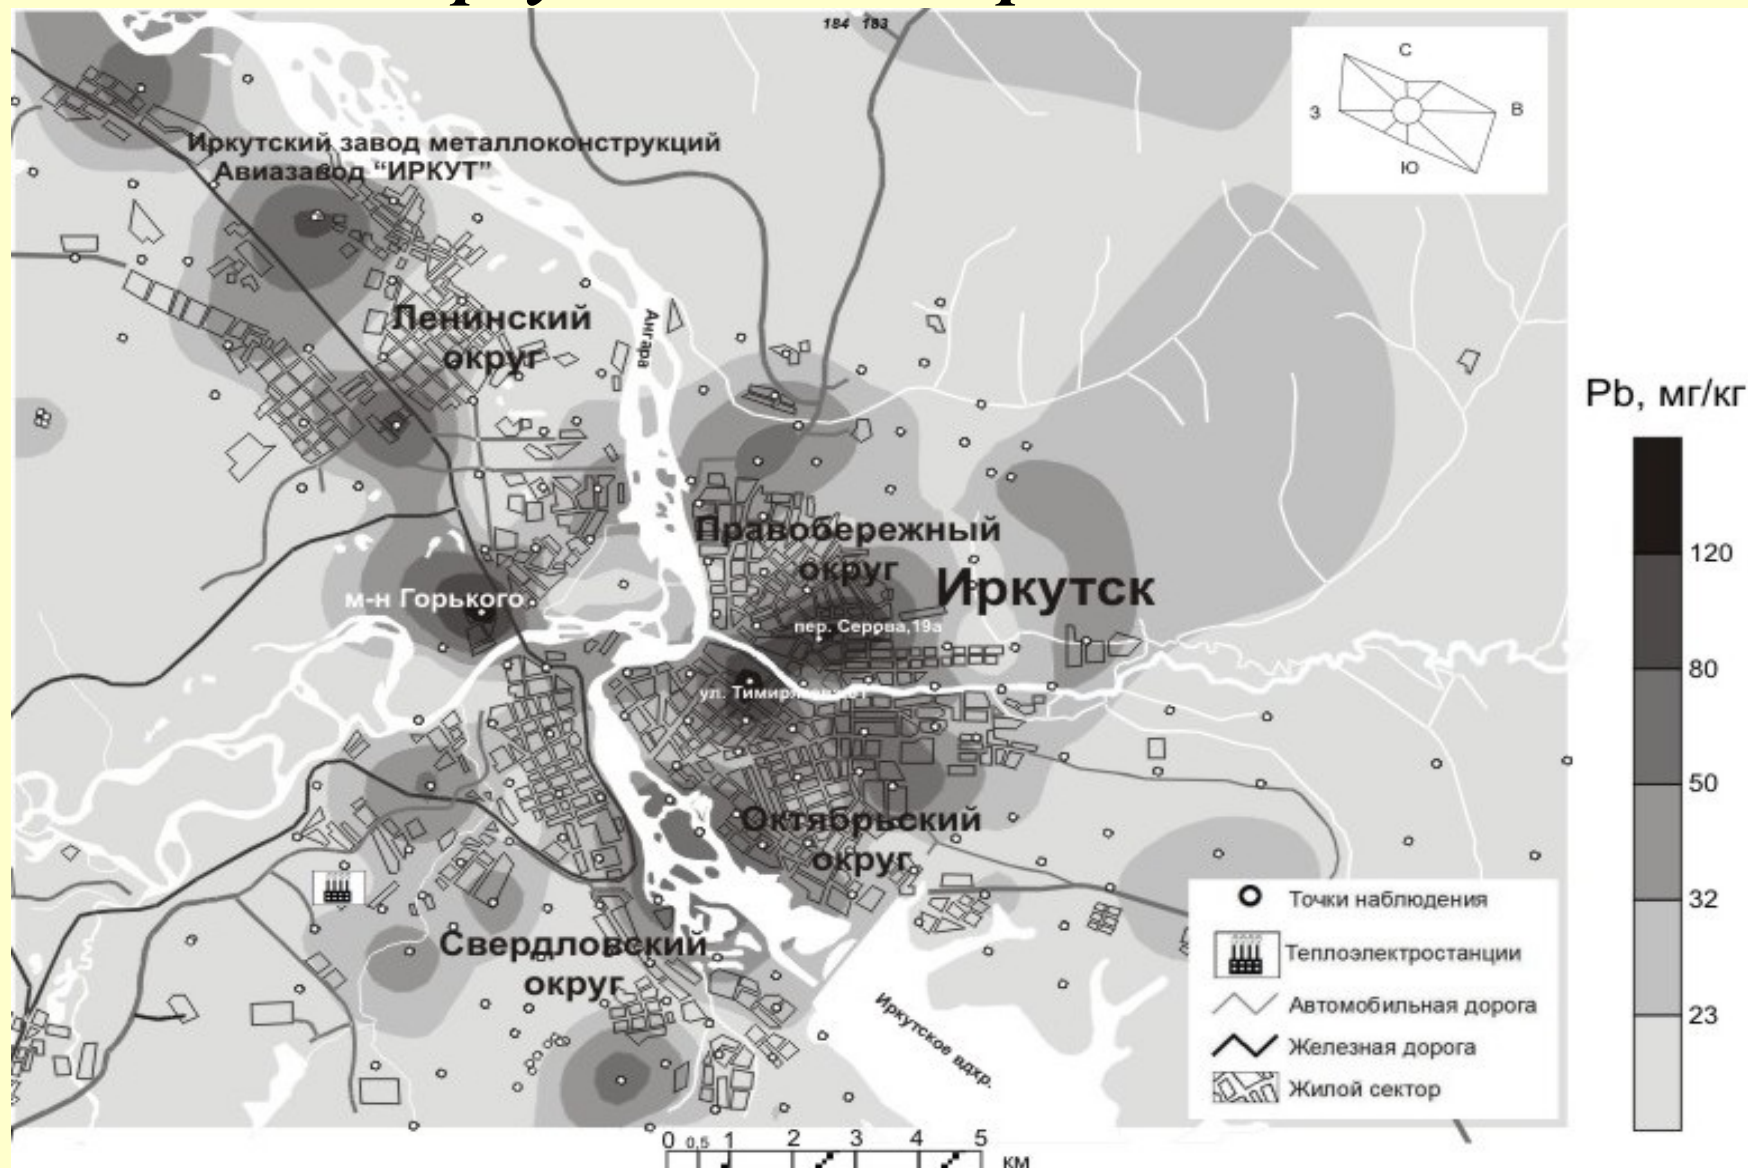 184 183
С
З
В
Ю
Иркутский завод металлоконструкций
Авиазавод “ИРКУТ”
Ленинский
округ
Ангара
Pb, мг/кг
120
80
50
32
23
Правобережный
округ
Иркутск
м-н Горького
пер. Серова,19а
ул.
Октябрьский
округ
Свердловский
округ
Иркутское вдхр.
Точки наблюдения
Теплоэлектростанции
Автомобильная дорога
Железная дорога
Жилой сектор
0 0,5 1 2 3 4 5
км